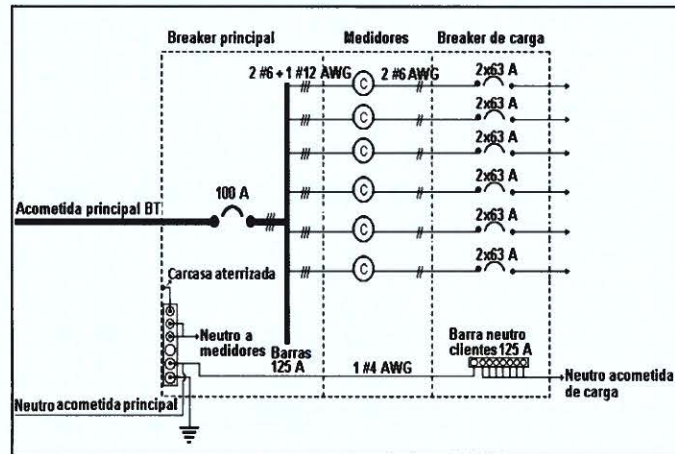 Breaker principal
Medidores
Breaker de carga
2 #6 + 1 #12 AWG
2 #6 AWG
2x63 A
C
2x63 A
C
2x63 A
C
2x63 A
C
100 A
Acometida principal BT
2x63 A
C
2x63 A
C
Carcasa aterrizada
Neutro a
medidores
Barras
125 A
1 #4 AWG
Barra neutro
clientes 125 A
Neutro acometida
de carga
Neutro acometida principal